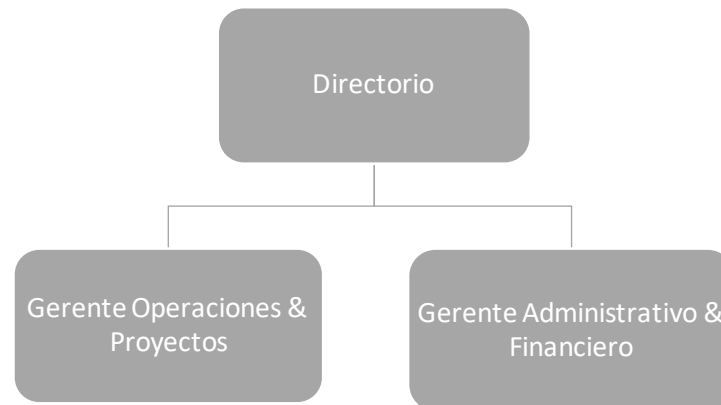 Directorio
Gerente Operaciones &
Proyectos
Gerente Administrativo &
Financiero